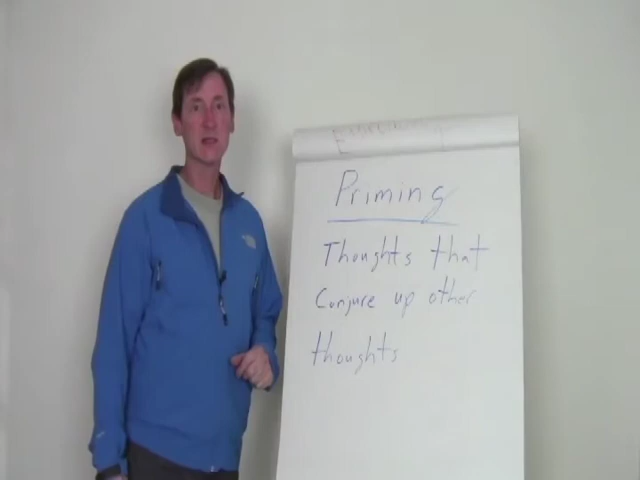 Priming
Thoughts that
Conjure up other
thoughts